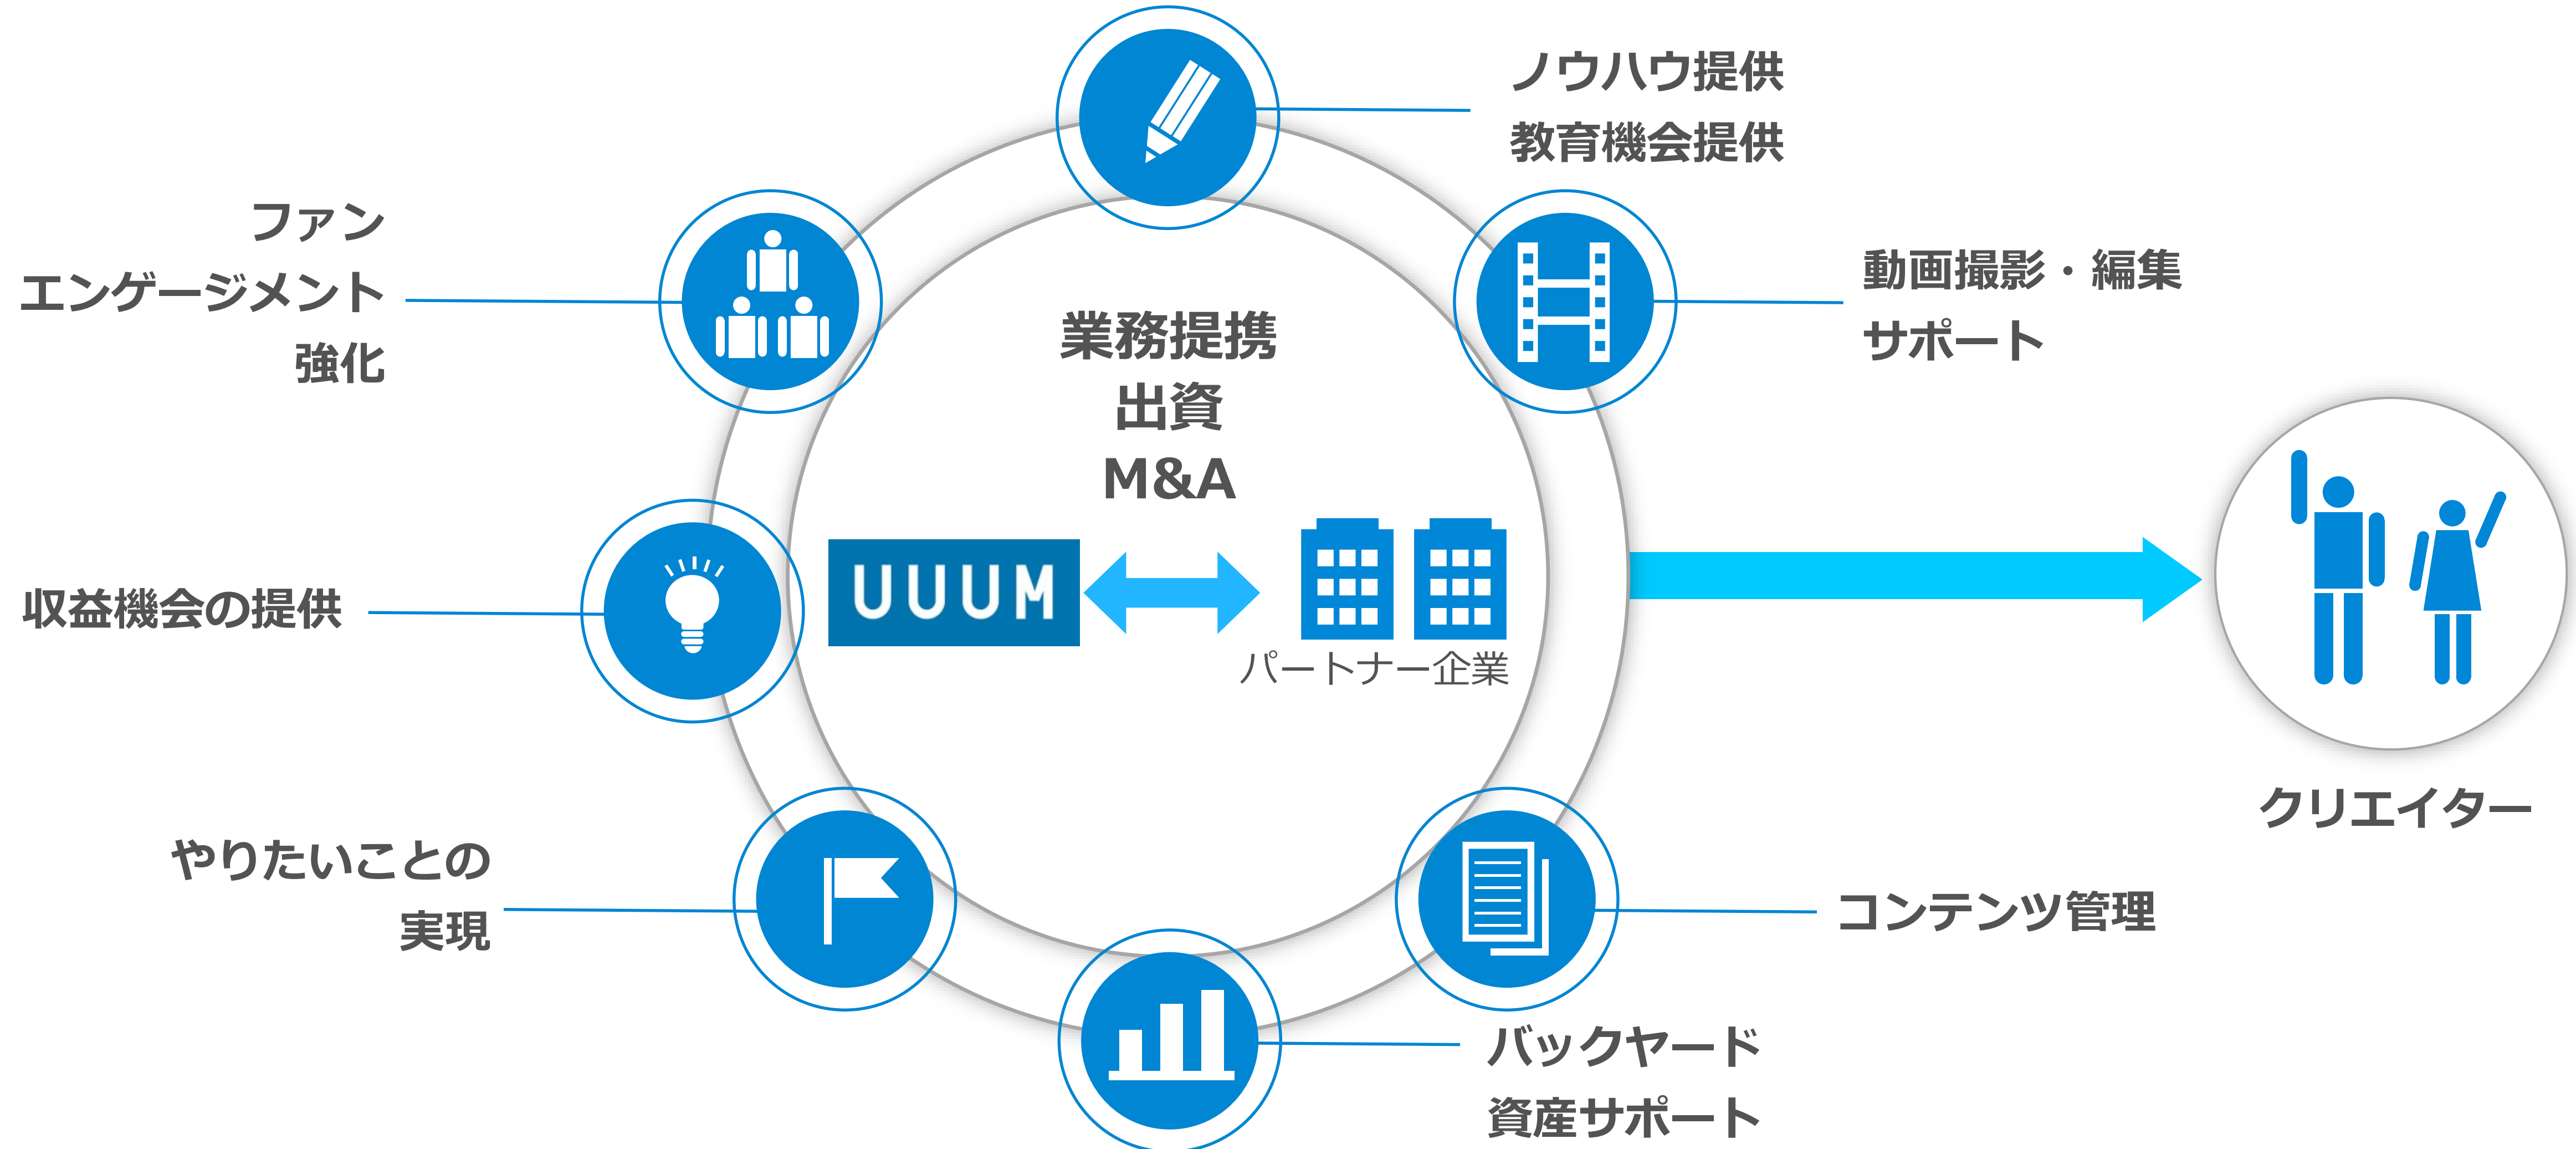 ノウハウ提供
教育機会提供
ファン
エンゲージメント
強化
動画撮影・編集
サポート
業務提携
出資
M&A
UUUM
パートナー企業
収益機会の提供
クリエイター
やりたいことの
実現
コンテンツ管理
バックヤード
資産サポート